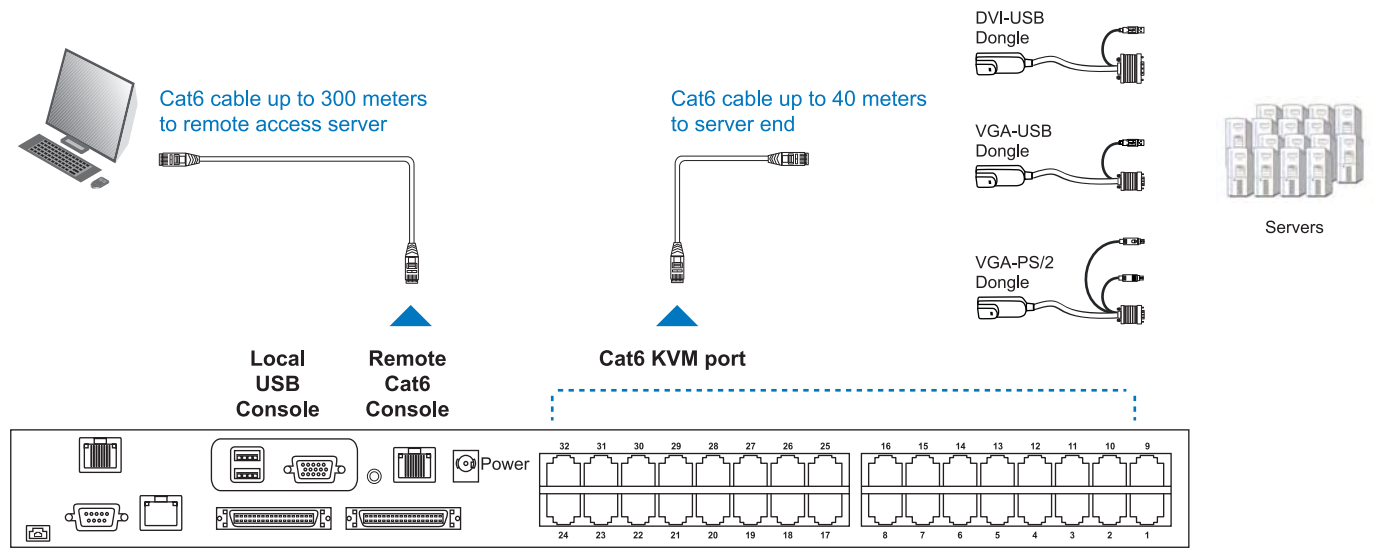 DVI-USB
Dongle
Cat6 cable up to 300 meters
to remote access server
Cat6 cable up to 40 meters
to server end
VGA-USB
Dongle
Servers
VGA-PS/2
Dongle
Local
USB
Console
Remote
Cat6
Console
Cat6 KVM port
Power
32 31 30 29 28 27 26 25 16 15 14 13 12 11 10 9
24 23 22 21 20 19 18 17 8 7 6 5 4 3 2 1